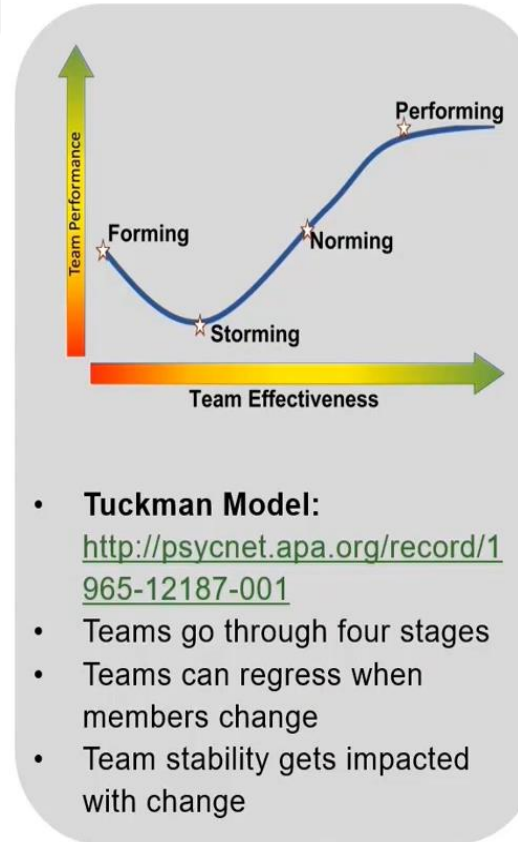 Team Performance
Performing
Forming
Norming
Storming
Team Effectiveness
• Tuckman Model:
http://psycnet.apa.org/record/1
965-12187-001
• Teams go through four stages
• Teams can regress when
members change
• Team stability gets impacted
with change